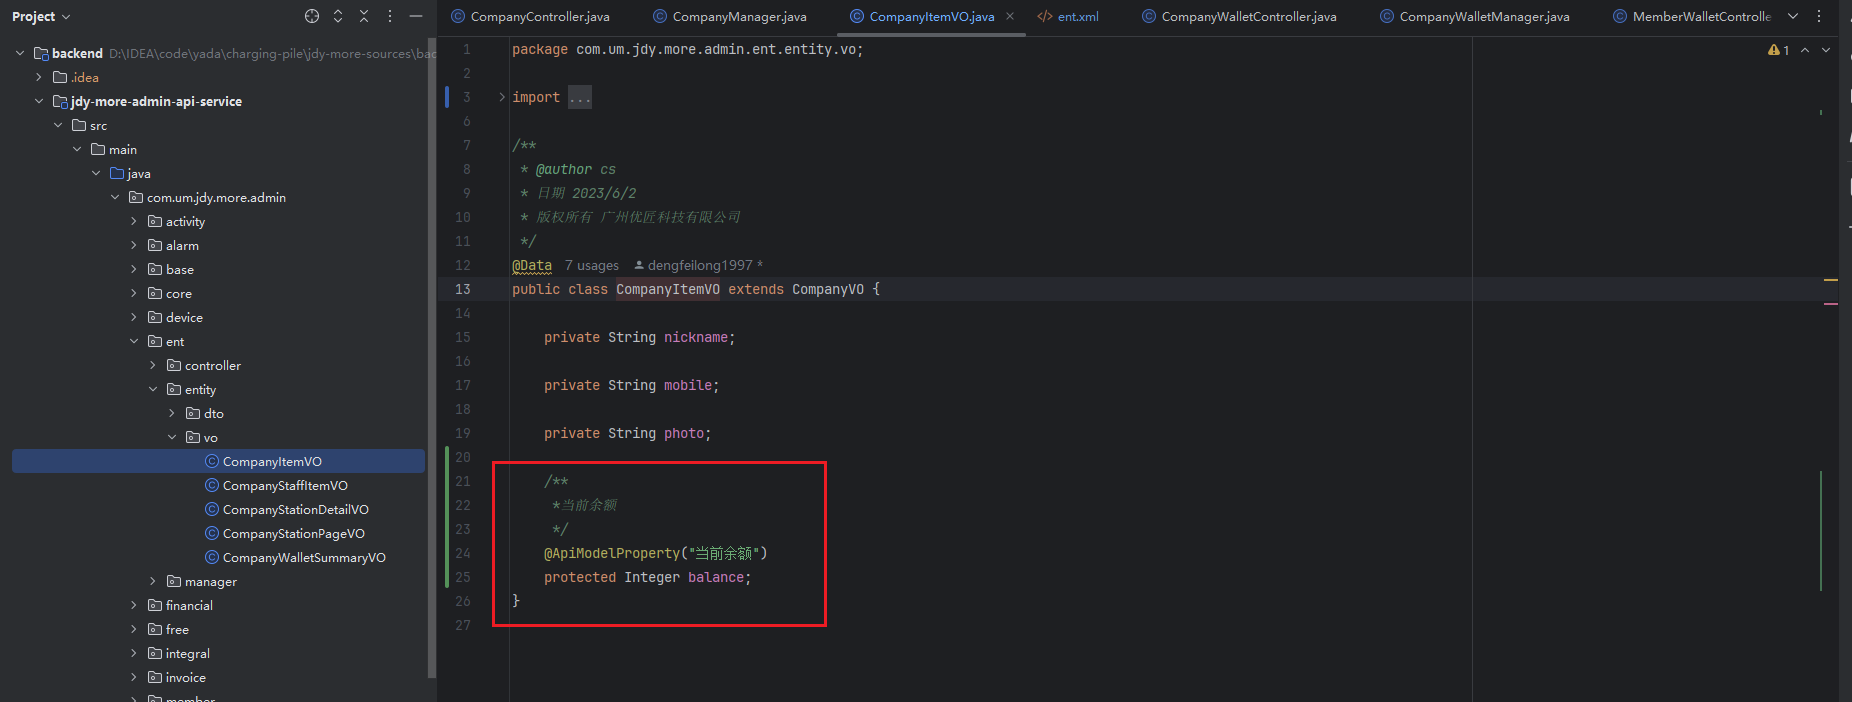 Project
CompanyController.java
CompanyManager.java
CompanyItemVO.java
ent.xml
CompanyWalletController.java
CompanyWalletManager.java
MemberWalletControlle
backend D:\IDEA\code\yada\charging-pile\jdy-more-sources\bac
.idea
jdy-more-admin-api-service
src
main
java
com.um.jdy.more.admin
activity
alarm
base
core
device
ent
controller
entity
dto
vo
CompanyItemVO
CompanyStaffItemVO
CompanyStationDetailVO
CompanyStationPageVO
CompanyWalletSummaryVO
manager
financial
free
integral
invoice
member
1 package com.um.jdy.more.admin.ent.entity.vo;
1
2
3 import ...
6
7 /**
8 * @author cs
9 * 日期 2023/6/2
10 * 版权所有 广州优匠科技有限公司
11 */
12 @Data 7 usages dengfeilong1997 *
13 public class CompanyItemVO extends CompanyVO {
14
15 private String nickname;
16
17 private String mobile;
18
19 private String photo;
20
21 /**
22 *当前余额
23 */
24 @ApiModelProperty("当前余额")
25 protected Integer balance;
26 }
27